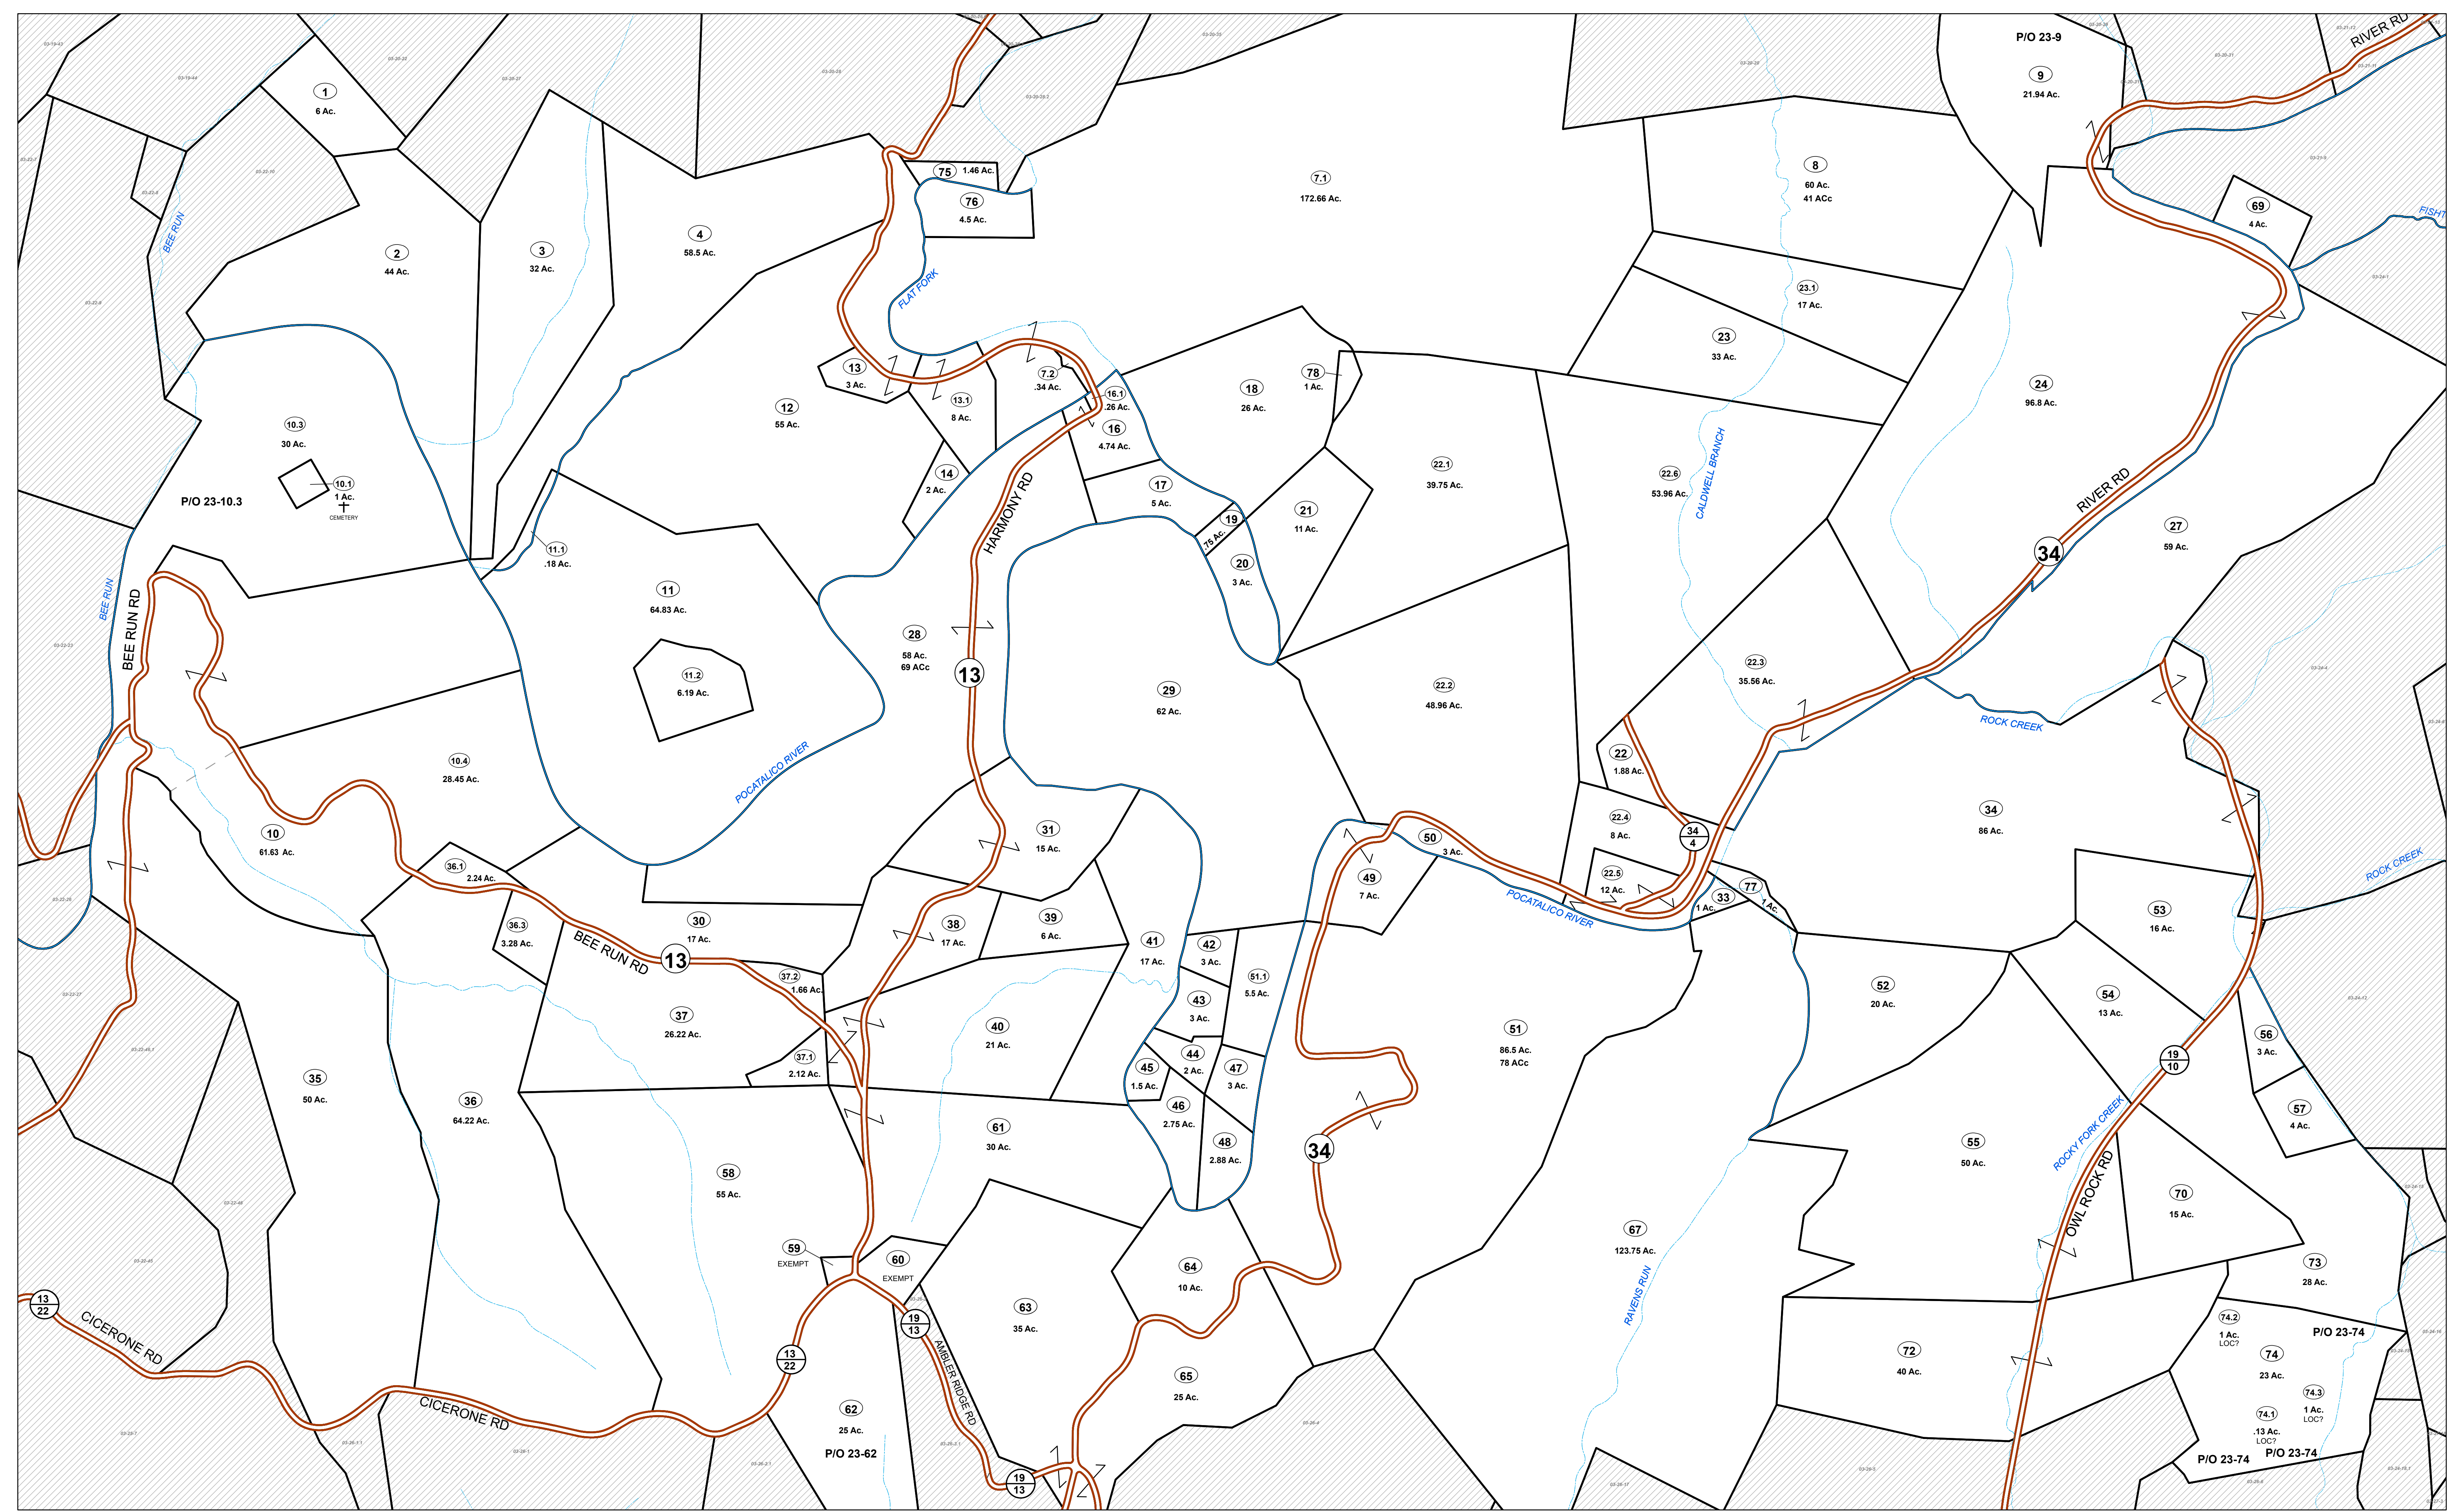 P/O 23-9
RIVER RD
9
21.94 Ac.
1
6 Ac.
75
1.46 Ac.
76
4.5 Ac.
7.1
172.66 Ac.
8
60 Ac.
41 ACc
69
4 Ac.
BEE RUN
2
44 Ac.
3
32 Ac.
4
58.5 Ac.
FLAT FORK
23.1
17 Ac.
23
33 Ac.
13
3 Ac.
7.2
.34 Ac.
78
1 Ac.
24
96.8 Ac.
12
55 Ac.
13.1
8 Ac.
16.1
.26 Ac.
18
26 Ac.
10.3
30 Ac.
16
4.74 Ac.
CALDWELL BRANCH
P/O 23-10.3
10.1
1 Ac.
CEMETERY
14
2 Ac.
HARMONY RD
17
5 Ac.
22.1
39.75 Ac.
22.6
53.96 Ac.
RIVER RD
19
.75 Ac.
21
11 Ac.
27
59 Ac.
34
11.1
.18 Ac.
20
3 Ac.
BEE RUN
BEE RUN RD
11
64.83 Ac.
28
58 Ac.
69 ACc
13
11.2
6.19 Ac.
29
62 Ac.
22.2
48.96 Ac.
22.3
35.56 Ac.
ROCK CREEK
10.4
28.45 Ac.
POCATALICO RIVER
22
1.88 Ac.
10
61.63 Ac.
31
15 Ac.
50
3 Ac.
22.4
8 Ac.
34
4
34
86 Ac.
ROCK CREEK
36.1
2.24 Ac.
49
7 Ac.
22.5
12 Ac.
33
1 Ac.
77
1 Ac.
POCATALICO RIVER
36.3
3.28 Ac.
BEE RUN RD
30
17 Ac.
13
38
17 Ac.
39
6 Ac.
41
17 Ac.
42
3 Ac.
53
16 Ac.
37.2
1.66 Ac.
51.1
5.5 Ac.
52
20 Ac.
54
13 Ac.
43
3 Ac.
37
26.22 Ac.
40
21 Ac.
51
86.5 Ac.
78 ACc
37.1
2.12 Ac.
44
2 Ac.
45
1.5 Ac.
47
3 Ac.
19
10
56
3 Ac.
35
50 Ac.
36
64.22 Ac.
46
2.75 Ac.
57
4 Ac.
61
30 Ac.
48
2.88 Ac.
34
55
50 Ac.
ROCKY FORK CREEK
OWL ROCK RD
58
55 Ac.
70
15 Ac.
67
123.75 Ac.
59
EXEMPT
60
EXEMPT
64
10 Ac.
73
28 Ac.
RAVENS RUN
13
22
CICERONE RD
63
35 Ac.
19
13
AMBLER RIDGE RD
74.2
1 Ac.
LOC?
P/O 23-74
13
22
72
40 Ac.
74
23 Ac.
65
25 Ac.
CICERONE RD
62
25 Ac.
P/O 23-62
74.3
1 Ac.
LOC?
74.1
.13 Ac.
LOC?
P/O 23-74
P/O 23-74
19
13